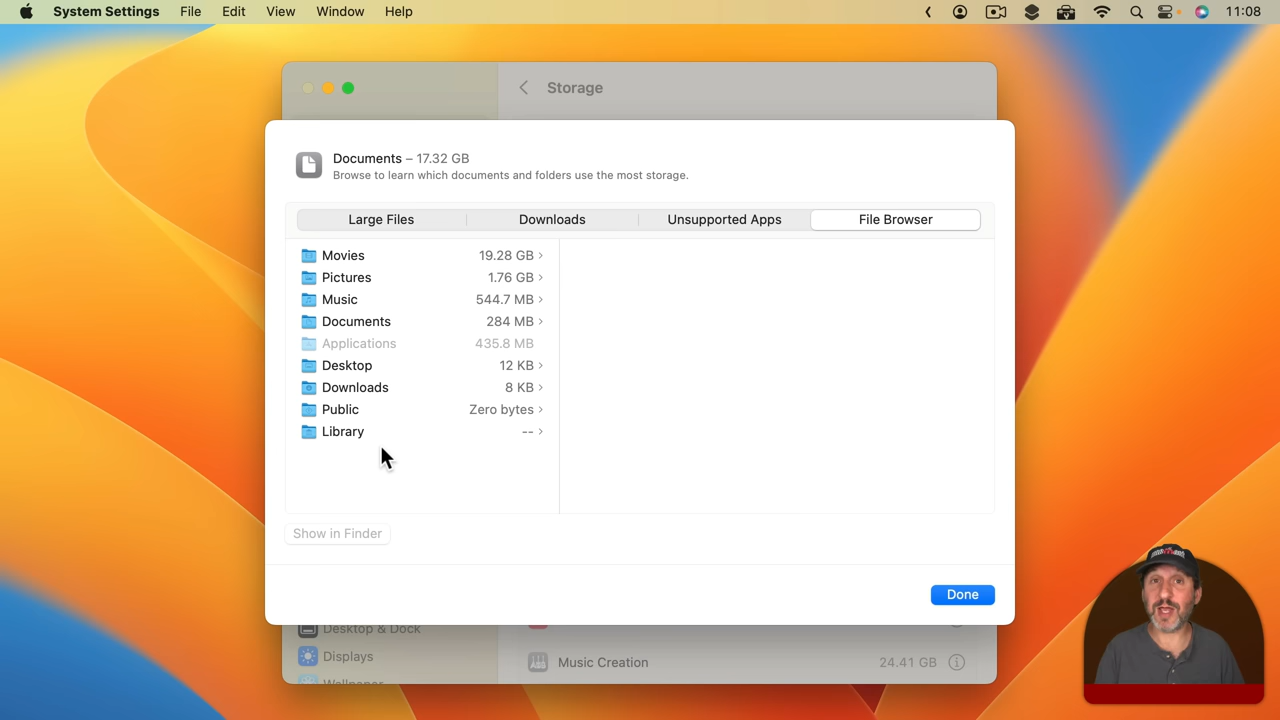 System Settings File Edit View Window Help 11:08
Storage
Documents – 17.32 GB
Browse to learn which documents and folders use the most storage.
Large Files Downloads Unsupported Apps File Browser
Movies 19.28 GB
Pictures 1.76 GB
Music 544.7 MB
Documents 284 MB
Applications 435.8 MB
Desktop 12 KB
Downloads 8 KB
Public Zero bytes
Library --
Show in Finder
Done
Desktop & Dock
Displays
Music Creation 24.41 GB
Wallpaper